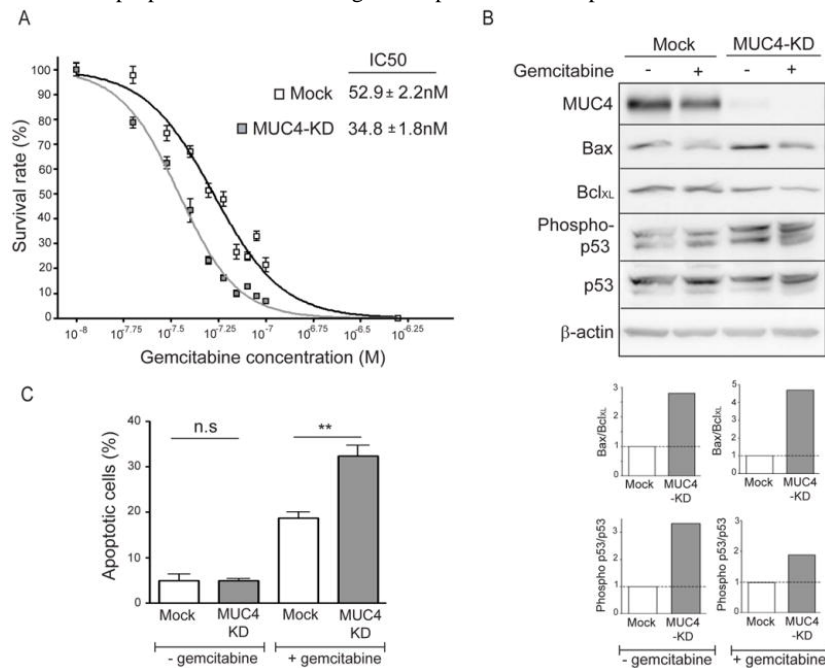 A
IC50
Mock 52.9 ± 2.2nM
MUC4-KD 34.8 ± 1.8nM
100
90
80
70
60
50
40
30
20
10
0
Survival rate (%)
10-8 10-7.75 10-7.5 10-7.25 10-7 10-6.75 10-6.5 10-6.25
Gemcitabine concentration (M)
B
Mock MUC4-KD
Gemcitabine - + - +
MUC4
Bax
BclXL
Phospho-
p53
p53
β-actin
C
Apoptotic cells (%)
40
30
20
10
0
n.s
**
Mock MUC4 KD Mock MUC4 KD
- gemcitabine + gemcitabine
Bax/BclXL
3
2
1
Mock MUC4
-KD
Bax/BclXL
5
4
3
2
1
Mock MUC4
-KD
Phospho p53/p53
3
2
1
Mock MUC4
-KD
Phospho p53/p53
3
2
1
Mock MUC4
-KD
- gemcitabine + gemcitabine